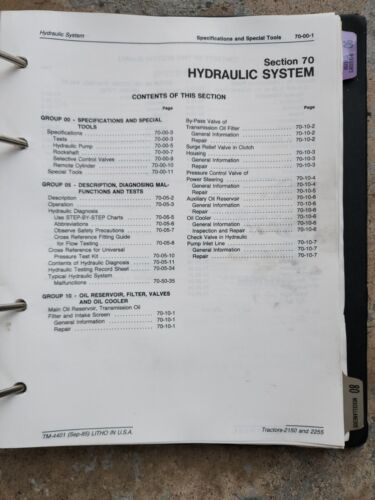 Hydraulic System
Specifications and Special Tools 70-00-1
Section 70
HYDRAULIC SYSTEM
CONTENTS OF THIS SECTION
Page
GROUP 00 - SPECIFICATIONS AND SPECIAL
TOOLS
Specifications 70-00-3
Tests 70-00-3
Hydraulic Pump 70-00-5
Rockshaft 70-00-7
Selective Control Valves 70-00-9
Remote Cylinder 70-00-10
Special Tools 70-00-11
GROUP 05 - DESCRIPTION, DIAGNOSING MAL-
FUNCTIONS AND TESTS
Description 70-05-2
Operation 70-05-3
Hydraulic Diagnosis
Use STEP-BY-STEP Charts 70-05-5
Abbreviations 70-05-6
Observe Safety Precautions 70-05-7
Cross Reference Fitting Guide
for Flow Testing 70-05-8
Cross Reference for Universal
Pressure Test Kit 70-05-10
Contents of Hydraulic Diagnosis 70-05-11
Hydraulic Testing Record Sheet 70-05-34
Typical Hydraulic System
Malfunctions 70-50-35
GROUP 10 - OIL RESERVOIR, FILTER, VALVES
AND OIL COOLER
Main Oil Reservoir, Transmission Oil
Filter and Intake Screen 70-10-1
General Information 70-10-1
Repair 70-10-1
Page
By-Pass Valve of
Transmission Oil Filter 70-10-2
General Information 70-10-2
Repair 70-10-2
Surge Relief Valve in Clutch
Housing 70-10-3
General Information 70-10-3
Repair 70-10-3
Pressure Control Valve of
Power Steering 70-10-4
General Information 70-10-4
Repair 70-10-5
Auxiliary Oil Reservoir 70-10-6
General Information 70-10-6
Oil Cooler 70-10-6
General Information 70-10-6
Inspection and Repair 70-10-6
Check Valve in Hydraulic
Pump Inlet Line 70-10-7
General Information 70-10-7
Repair 70-10-7
80
MISCELLANEOUS
TM-4401 (Sep-85) LITHO IN U.S.A.
Tractors-2150 and 2255